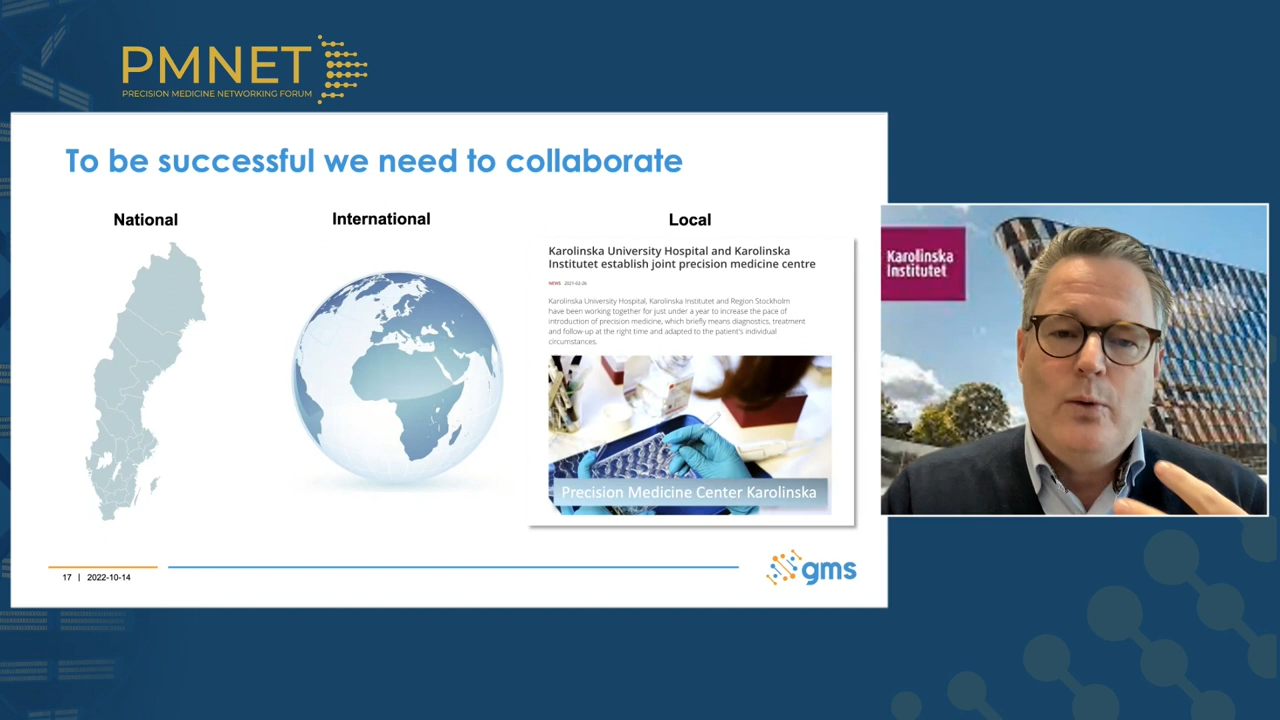 PMNET
PRECISION MEDICINE NETWORKING FORUM
To be successful we need to collaborate
National
International
Local
Karolinska University Hospital and Karolinska
Institutet establish joint precision medicine centre
NEWS 2021-02-26
Karolinska University Hospital, Karolinska Institutet and Region Stockholm
have been working together for just under a year to increase the pace of
introduction of precision medicine, which briefly means diagnostics, treatment
and follow-up at the right time and adapted to the patient's individual
circumstances.
Precision Medicine Center Karolinska
17 | 2022-10-14
gms
Karolinska
Institutet